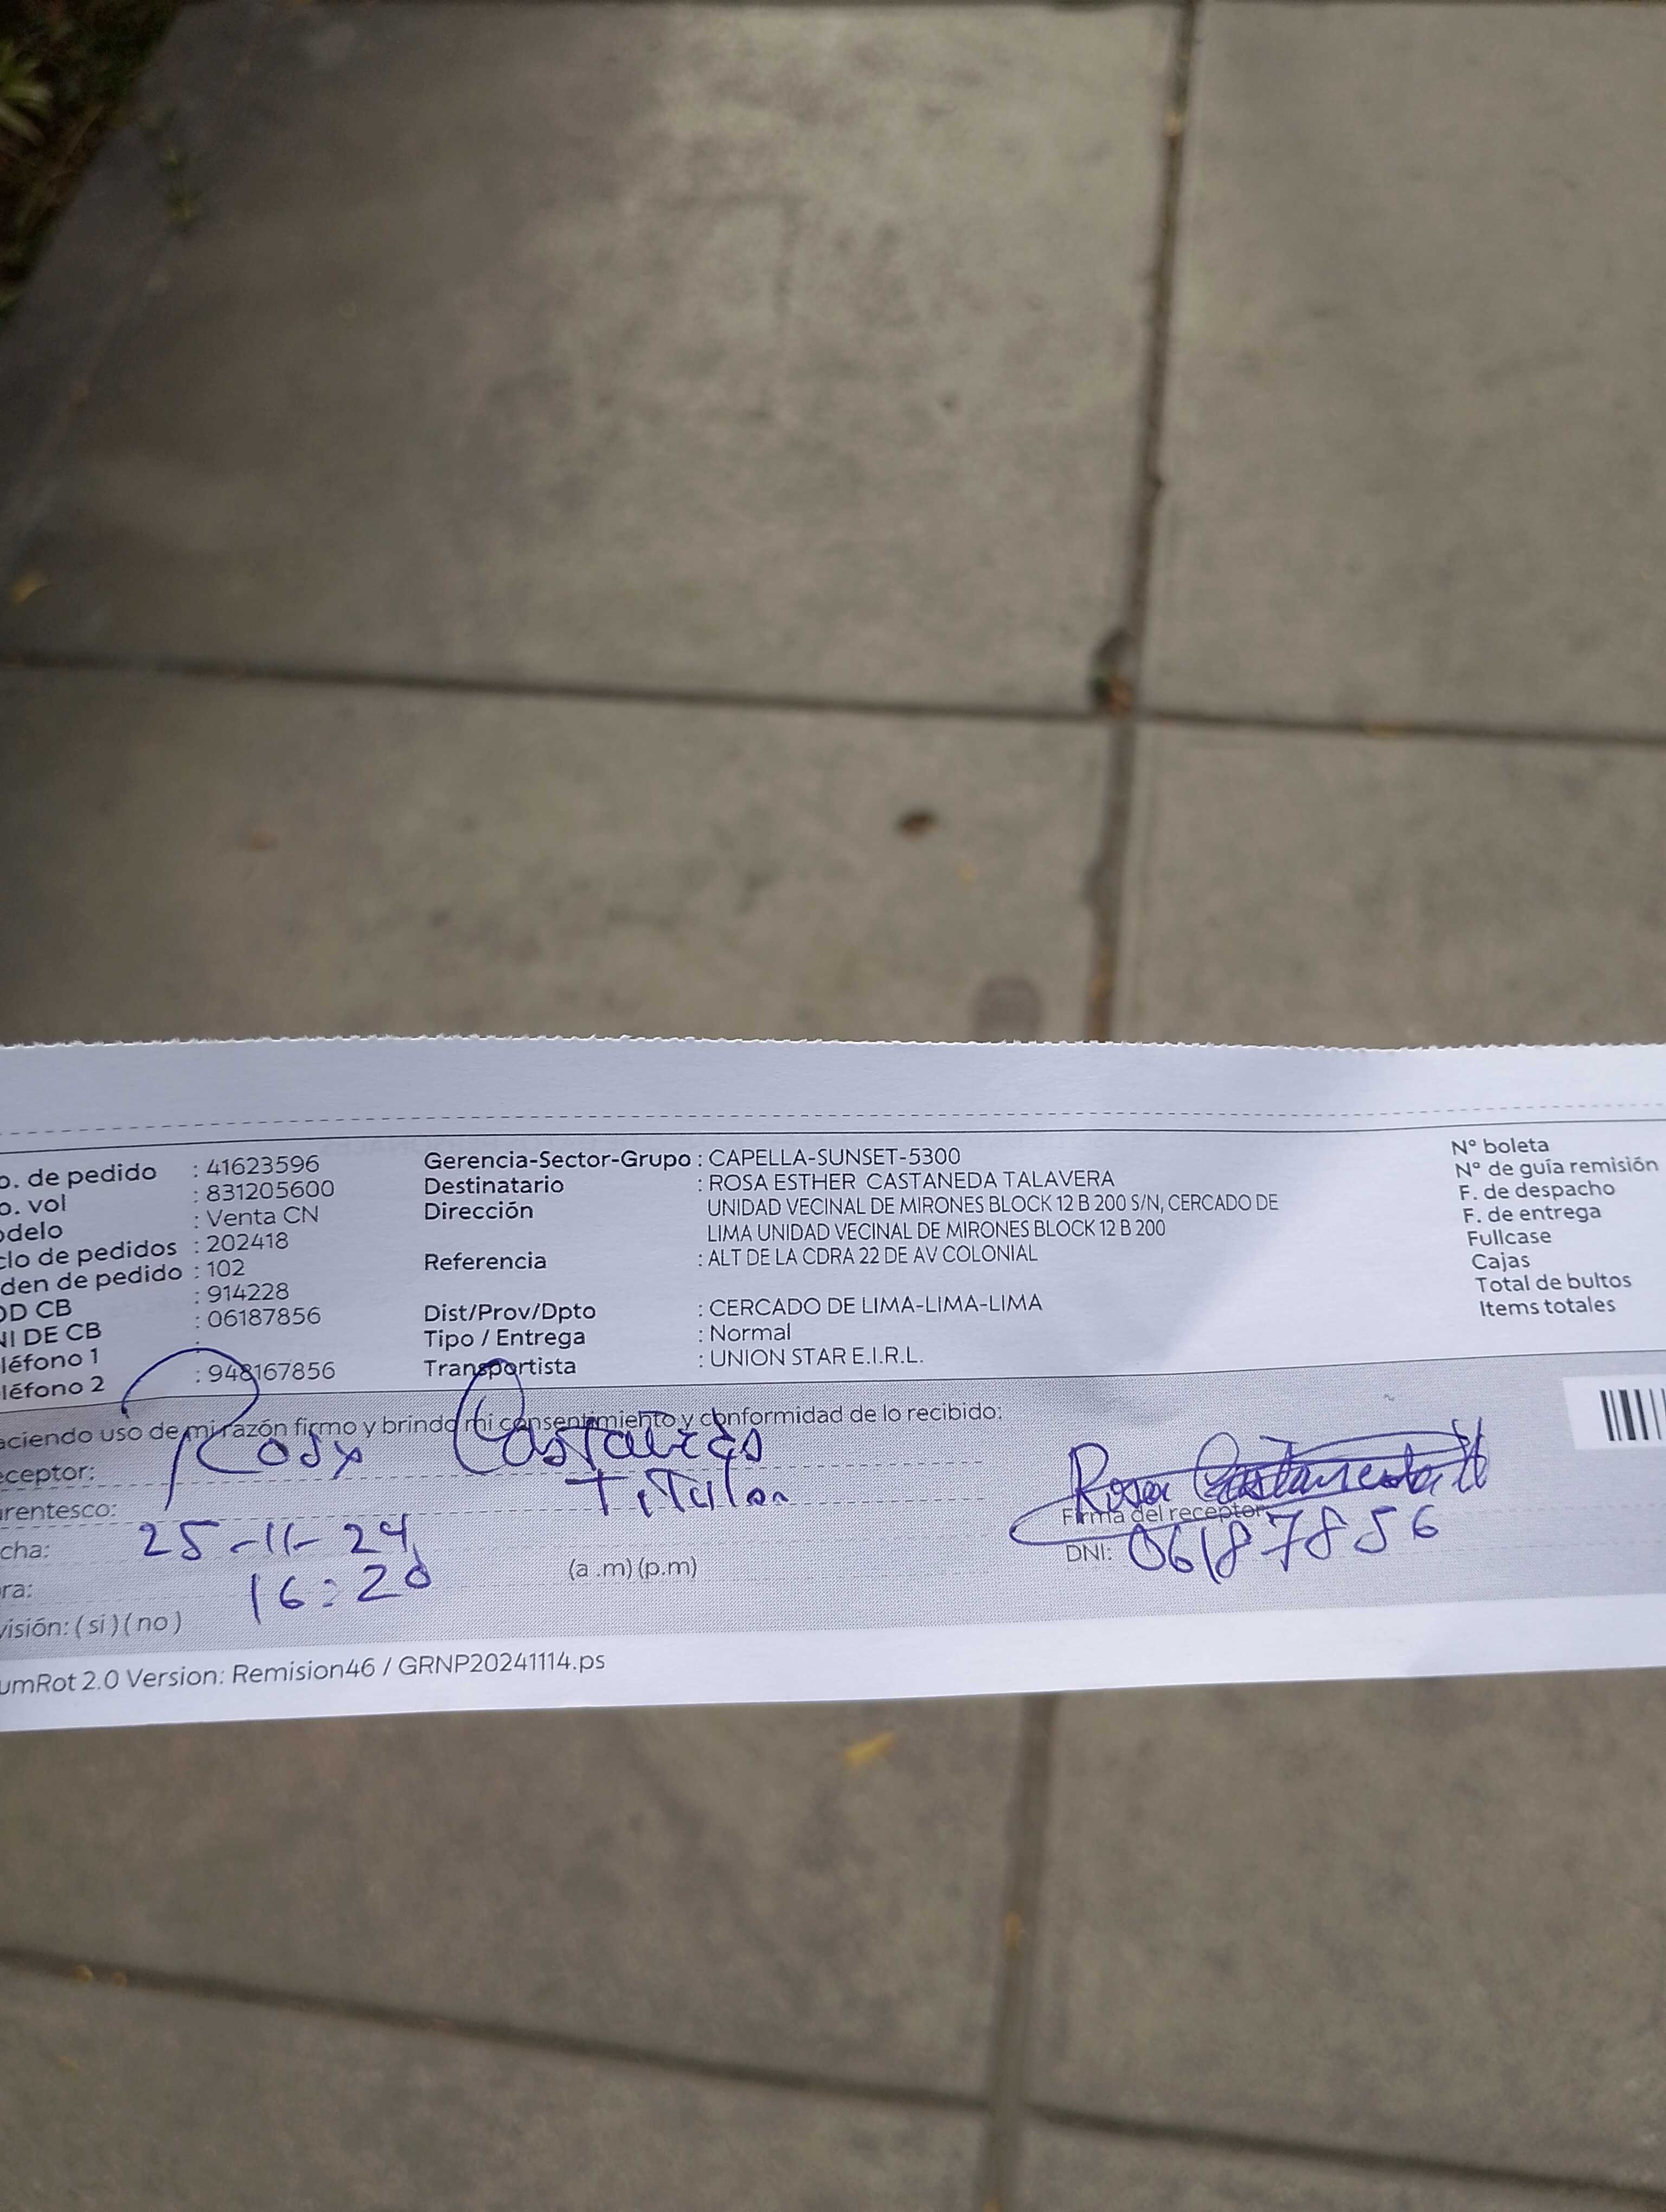 o. de pedido : 41623596 Gerencia-Sector-Grupo : CAPELLA-SUNSET-5300 N° boleta
o. vol : 831205600 Destinatario : ROSA ESTHER CASTANEDA TALAVERA N° de guía remisión
odelo : Venta CN Dirección UNIDAD VECINAL DE MIRONES BLOCK 12 B 200 S/N, CERCADO DE F. de despacho
clo de pedidos : 202418 LIMA UNIDAD VECINAL DE MIRONES BLOCK 12 B 200 F. de entrega
den de pedido : 102 Referencia : ALT DE LA CDRA 22 DE AV COLONIAL Fullcase
OD CB : 914228 Cajas
NI DE CB : 06187856 Dist/Prov/Dpto : CERCADO DE LIMA-LIMA-LIMA Total de bultos
léfono 1 : Tipo / Entrega : Normal Items totales
léfono 2 : 948167856 Transportista : UNION STAR E.I.R.L.
aciendo uso de mi razón firmo y brindo mi consentimiento y conformidad de lo recibido:
eceptor: Rosa
arentesco: Titular
Rosa Castaneda
Firma del receptor
cha: 25-11-24
DNI: 06187856
ra: 16:20 (a .m) (p.m)
visión: ( si ) ( no )
umRot 2.0 Version: Remision46 / GRNP20241114.ps